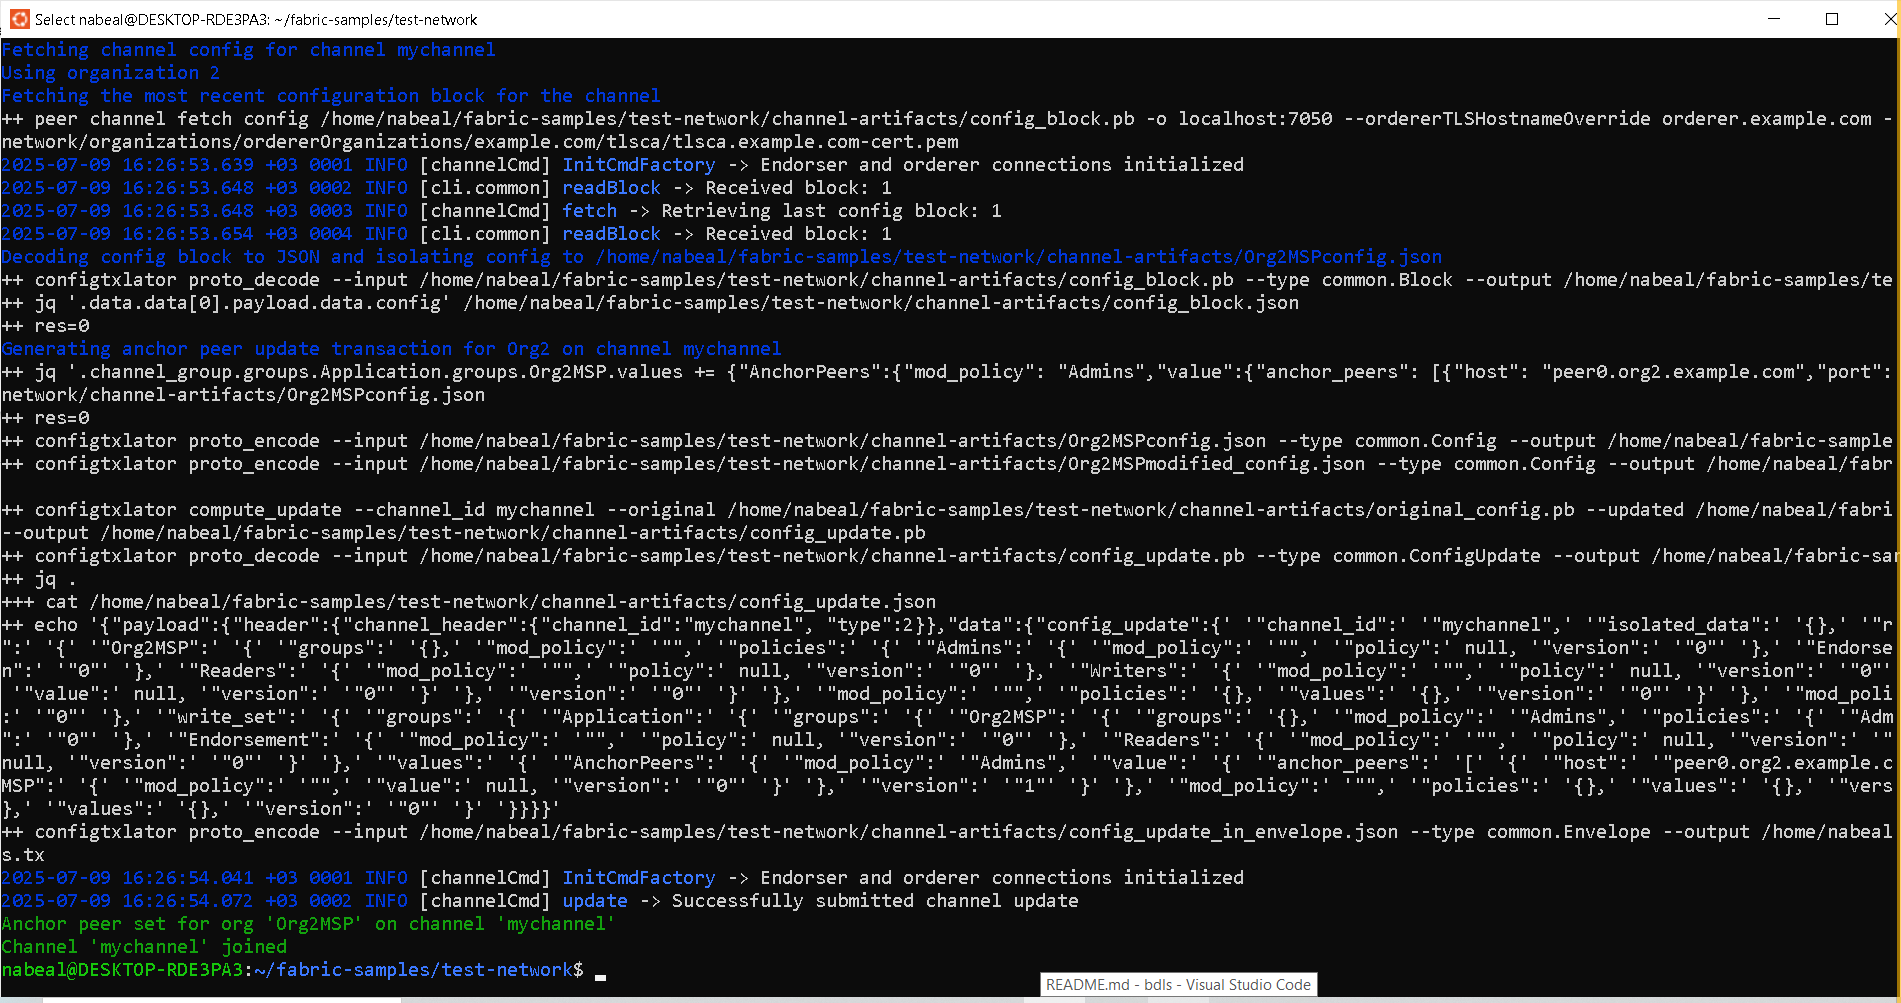 Select nabeal@DESKTOP-RDE3PA3: ~/fabric-samples/test-network
Fetching channel config for channel mychannel
Using organization 2
Fetching the most recent configuration block for the channel
++ peer channel fetch config /home/nabeal/fabric-samples/test-network/channel-artifacts/config_block.pb -o localhost:7050 --ordererTLSHostnameOverride orderer.example.com -
network/organizations/ordererOrganizations/example.com/tlsca/tlsca.example.com-cert.pem
2025-07-09 16:26:53.639 +03 0001 INFO [channelCmd] InitCmdFactory -> Endorser and orderer connections initialized
2025-07-09 16:26:53.648 +03 0002 INFO [cli.common] readBlock -> Received block: 1
2025-07-09 16:26:53.648 +03 0003 INFO [channelCmd] fetch -> Retrieving last config block: 1
2025-07-09 16:26:53.654 +03 0004 INFO [cli.common] readBlock -> Received block: 1
Decoding config block to JSON and isolating config to /home/nabeal/fabric-samples/test-network/channel-artifacts/Org2MSPconfig.json
++ configtxlator proto_decode --input /home/nabeal/fabric-samples/test-network/channel-artifacts/config_block.pb --type common.Block --output /home/nabeal/fabric-samples/te
++ jq '.data.data[0].payload.data.config' /home/nabeal/fabric-samples/test-network/channel-artifacts/config_block.json
++ res=0
Generating anchor peer update transaction for Org2 on channel mychannel
++ jq '.channel_group.groups.Application.groups.Org2MSP.values += {"AnchorPeers":{"mod_policy": "Admins","value":{"anchor_peers": [{"host": "peer0.org2.example.com","port":
network/channel-artifacts/Org2MSPconfig.json
++ res=0
++ configtxlator proto_encode --input /home/nabeal/fabric-samples/test-network/channel-artifacts/Org2MSPconfig.json --type common.Config --output /home/nabeal/fabric-sample
++ configtxlator proto_encode --input /home/nabeal/fabric-samples/test-network/channel-artifacts/Org2MSPmodified_config.json --type common.Config --output /home/nabeal/fabr
++ configtxlator compute_update --channel_id mychannel --original /home/nabeal/fabric-samples/test-network/channel-artifacts/original_config.pb --updated /home/nabeal/fabri
--output /home/nabeal/fabric-samples/test-network/channel-artifacts/config_update.pb
++ configtxlator proto_decode --input /home/nabeal/fabric-samples/test-network/channel-artifacts/config_update.pb --type common.ConfigUpdate --output /home/nabeal/fabric-sam
++ jq .
+++ cat /home/nabeal/fabric-samples/test-network/channel-artifacts/config_update.json
++ echo '{"payload":{"header":{"channel_header":{"channel_id":"mychannel", "type":2}},"data":{"config_update":{' '"channel_id":' '"mychannel",' '"isolated_data":' '{},' '"r
":' '{' '"Org2MSP":' '{' '"groups":' '{},' '"mod_policy":' '"",' '"policies":' '{' '"Admins":' '{' '"mod_policy":' '"",' '"policy":' null, '"version":' '"0"' '},' '"Endorse
n":' '"0"' '},' '"Readers":' '{' '"mod_policy":' '"",' '"policy":' null, '"version":' '"0"' '},' '"Writers":' '{' '"mod_policy":' '"",' '"policy":' null, '"version":' '"0"'
'"value":' null, '"version":' '"0"' '}' '},' '"version":' '"0"' '}' '},' '"mod_policy":' '"",' '"policies":' '{},' '"values":' '{},' '"version":' '"0"' '}' '},' '"mod_poli
:' '"0"' '},' '"write_set":' '{' '"groups":' '{' '"Application":' '{' '"groups":' '{' '"Org2MSP":' '{' '"groups":' '{},' '"mod_policy":' '"Admins",' '"policies":' '{' '"Adm
":' '"0"' '},' '"Endorsement":' '{' '"mod_policy":' '"",' '"policy":' null, '"version":' '"0"' '},' '"Readers":' '{' '"mod_policy":' '"",' '"policy":' null, '"version":' '"
null, '"version":' '"0"' '}' '},' '"values":' '{' '"AnchorPeers":' '{' '"mod_policy":' '"Admins",' '"value":' '{' '"anchor_peers":' '[' '{' '"host":' '"peer0.org2.example.c
MSP":' '{' '"mod_policy":' '"",' '"value":' null, '"version":' '"0"' '}' '},' '"version":' '"1"' '}' '},' '"mod_policy":' '"",' '"policies":' '{},' '"values":' '{},' '"vers
},' '"values":' '{},' '"version":' '"0"' '}' '}}}}'
++ configtxlator proto_encode --input /home/nabeal/fabric-samples/test-network/channel-artifacts/config_update_in_envelope.json --type common.Envelope --output /home/nabeal
s.tx
2025-07-09 16:26:54.041 +03 0001 INFO [channelCmd] InitCmdFactory -> Endorser and orderer connections initialized
2025-07-09 16:26:54.072 +03 0002 INFO [channelCmd] update -> Successfully submitted channel update
Anchor peer set for org 'Org2MSP' on channel 'mychannel'
Channel 'mychannel' joined
nabeal@DESKTOP-RDE3PA3:~/fabric-samples/test-network$
README.md - bdls - Visual Studio Code